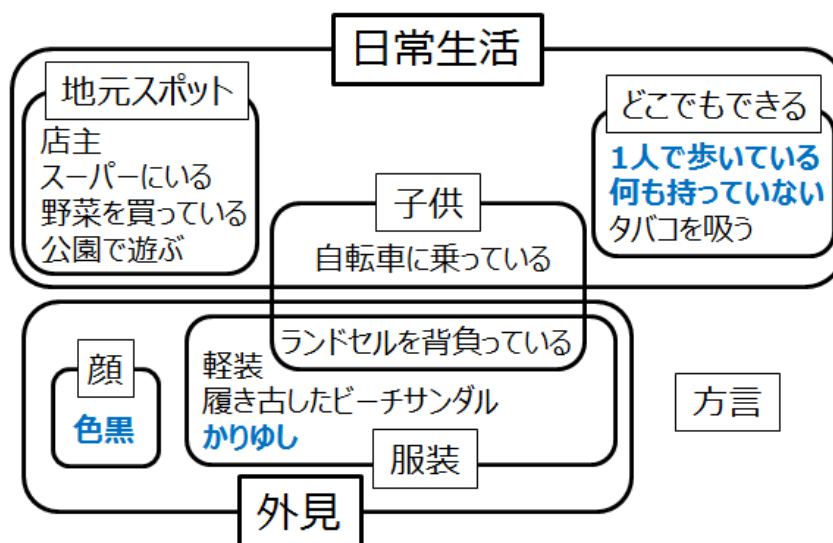 日常生活
地元スポット
店主
スーパーにいる
野菜を買っている
公園で遊ぶ
どこでもできる
1人で歩いている
何も持っていない
タバコを吸う
子供
自転車に乗っている
ランドセルを背負っている
顔
色黒
軽装
履き古したビーチサンダル
かりゆし
服装
外見
方言